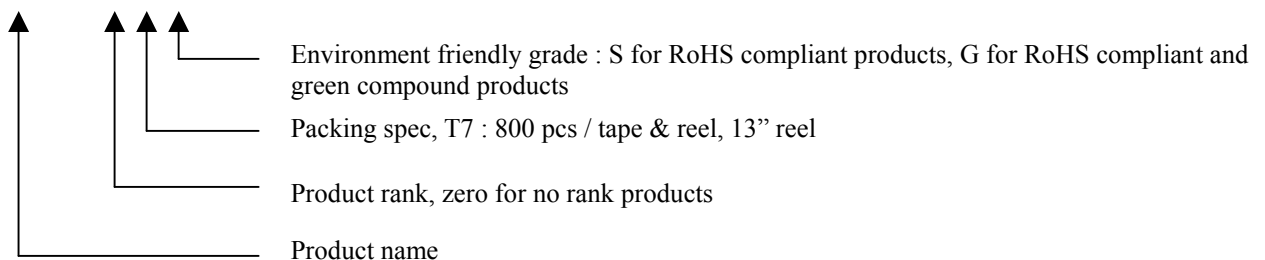 Environment friendly grade : S for RoHS compliant products, G for RoHS compliant and
green compound products
Packing spec, T7 : 800 pcs / tape & reel, 13” reel
Product rank, zero for no rank products
Product name